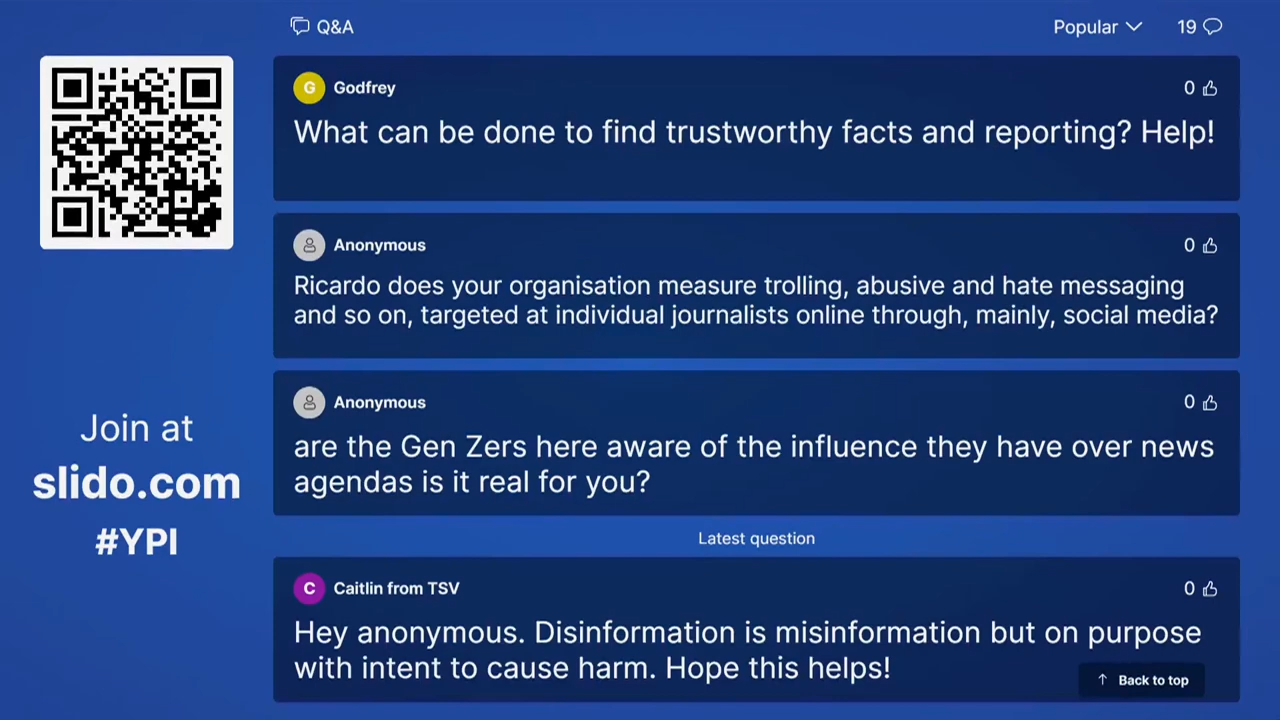 Q&A
Popular
19
G
Godfrey
0
What can be done to find trustworthy facts and reporting? Help!
Anonymous
0
Ricardo does your organisation measure trolling, abusive and hate messaging
and so on, targeted at individual journalists online through, mainly, social media?
Anonymous
0
are the Gen Zers here aware of the influence they have over news
agendas is it real for you?
Latest question
C
Caitlin from TSV
0
Hey anonymous. Disinformation is misinformation but on purpose
with intent to cause harm. Hope this helps!
Back to top
Join at
slido.com
#YPI